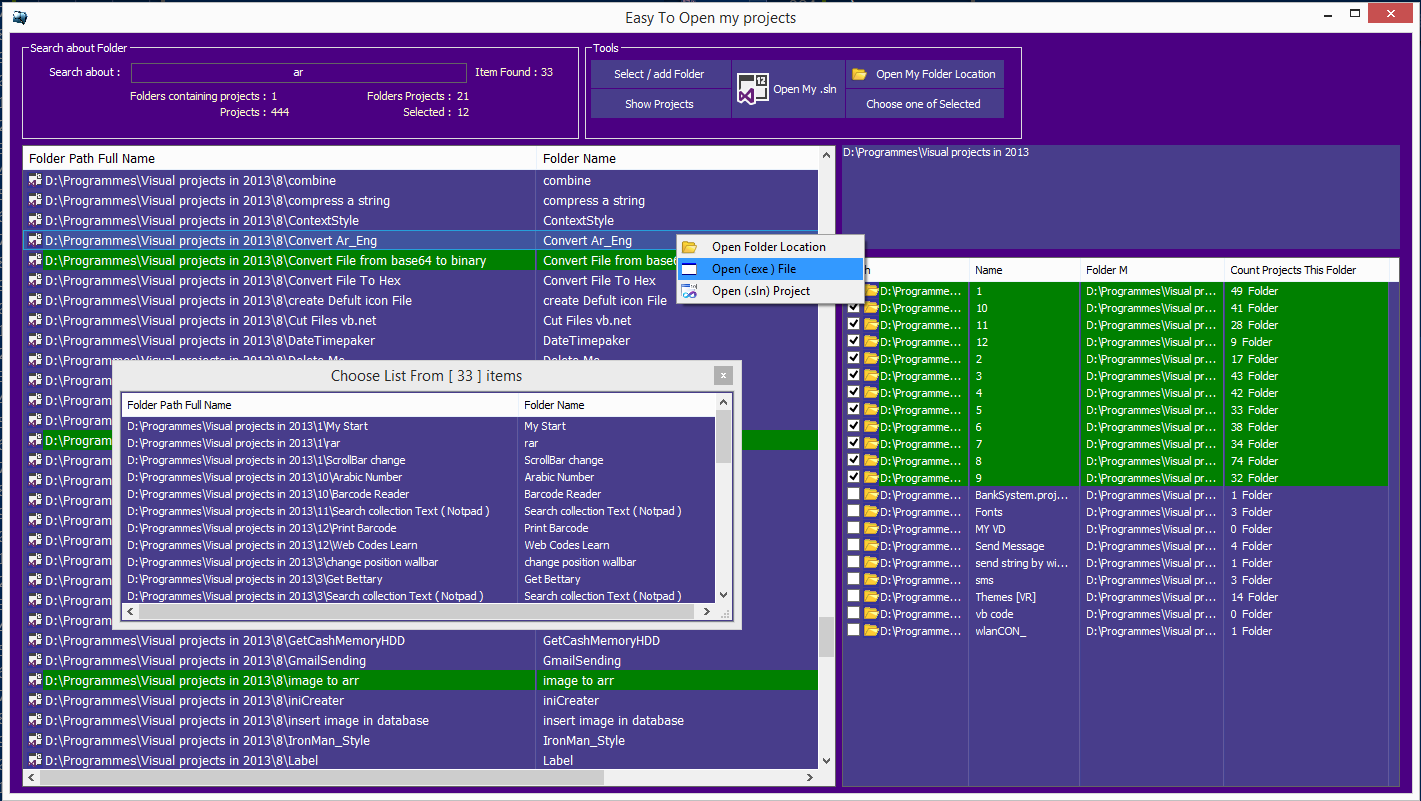 Easy To Open my projects
Search about Folder
Search about :
ar
Item Found : 33
Folders containing projects : 1
Folders Projects : 21
Projects : 444
Selected : 12
Tools
Select / add Folder
Show Projects
Open My .sln
Open My Folder Location
Choose one of Selected
Folder Path Full Name Folder Name
D:\Programmes\Visual projects in 2013\8\combine combine
D:\Programmes\Visual projects in 2013\8\compress a string compress a string
D:\Programmes\Visual projects in 2013\8\ContextStyle ContextStyle
D:\Programmes\Visual projects in 2013\8\Convert Ar_Eng Convert Ar_Eng
D:\Programmes\Visual projects in 2013\8\Convert File from base64 to binary Convert File from base6
D:\Programmes\Visual projects in 2013\8\Convert File To Hex Convert File To Hex
D:\Programmes\Visual projects in 2013\8\create Defult icon File create Defult icon File
D:\Programmes\Visual projects in 2013\8\Cut Files vb.net Cut Files vb.net
D:\Programmes\Visual projects in 2013\8\DateTimepaker DateTimepaker
D:\Programmes\Visual projects in 2013\8\Delete Me Delete Me
D:\Program
D:\Program
D:\Program
D:\Program
D:\Program
D:\Program
D:\Program
D:\Program
D:\Program
D:\Program
D:\Program
D:\Program
D:\Program
D:\Programmes\Visual projects in 2013\8\GetCashMemoryHDD GetCashMemoryHDD
D:\Programmes\Visual projects in 2013\8\GmailSending GmailSending
D:\Programmes\Visual projects in 2013\8\image to arr image to arr
D:\Programmes\Visual projects in 2013\8\iniCreater iniCreater
D:\Programmes\Visual projects in 2013\8\insert image in database insert image in database
D:\Programmes\Visual projects in 2013\8\IronMan_Style IronMan_Style
D:\Programmes\Visual projects in 2013\8\Label Label
Open Folder Location
Open (.exe ) File
Open (.sln) Project
Choose List From [ 33 ] items
Folder Path Full Name Folder Name
D:\Programmes\Visual projects in 2013\1\My Start My Start
D:\Programmes\Visual projects in 2013\1\rar rar
D:\Programmes\Visual projects in 2013\1\ScrollBar change ScrollBar change
D:\Programmes\Visual projects in 2013\10\Arabic Number Arabic Number
D:\Programmes\Visual projects in 2013\10\Barcode Reader Barcode Reader
D:\Programmes\Visual projects in 2013\11\Search collection Text ( Notpad ) Search collection Text ( Notpad )
D:\Programmes\Visual projects in 2013\12\Print Barcode Print Barcode
D:\Programmes\Visual projects in 2013\12\Web Codes Learn Web Codes Learn
D:\Programmes\Visual projects in 2013\3\change position wallbar change position wallbar
D:\Programmes\Visual projects in 2013\3\Get Bettary Get Bettary
D:\Programmes\Visual projects in 2013\3\Search collection Text ( Notpad ) Search collection Text ( Notpad )
D:\Programmes\Visual projects in 2013
h Name Folder M Count Projects This Folder
D:\Programme... 1 D:\Programmes\Visual pr... 49 Folder
D:\Programme... 10 D:\Programmes\Visual pr... 41 Folder
D:\Programme... 11 D:\Programmes\Visual pr... 28 Folder
D:\Programme... 12 D:\Programmes\Visual pr... 9 Folder
D:\Programme... 2 D:\Programmes\Visual pr... 17 Folder
D:\Programme... 3 D:\Programmes\Visual pr... 43 Folder
D:\Programme... 4 D:\Programmes\Visual pr... 42 Folder
D:\Programme... 5 D:\Programmes\Visual pr... 33 Folder
D:\Programme... 6 D:\Programmes\Visual pr... 38 Folder
D:\Programme... 7 D:\Programmes\Visual pr... 34 Folder
D:\Programme... 8 D:\Programmes\Visual pr... 74 Folder
D:\Programme... 9 D:\Programmes\Visual pr... 32 Folder
D:\Programme... BankSystem.proj... D:\Programmes\Visual pr... 1 Folder
D:\Programme... Fonts D:\Programmes\Visual pr... 3 Folder
D:\Programme... MY VD D:\Programmes\Visual pr... 0 Folder
D:\Programme... Send Message D:\Programmes\Visual pr... 4 Folder
D:\Programme... send string by wi... D:\Programmes\Visual pr... 1 Folder
D:\Programme... sms D:\Programmes\Visual pr... 3 Folder
D:\Programme... Themes [VR] D:\Programmes\Visual pr... 14 Folder
D:\Programme... vb code D:\Programmes\Visual pr... 0 Folder
D:\Programme... wlanCON_ D:\Programmes\Visual pr... 1 Folder